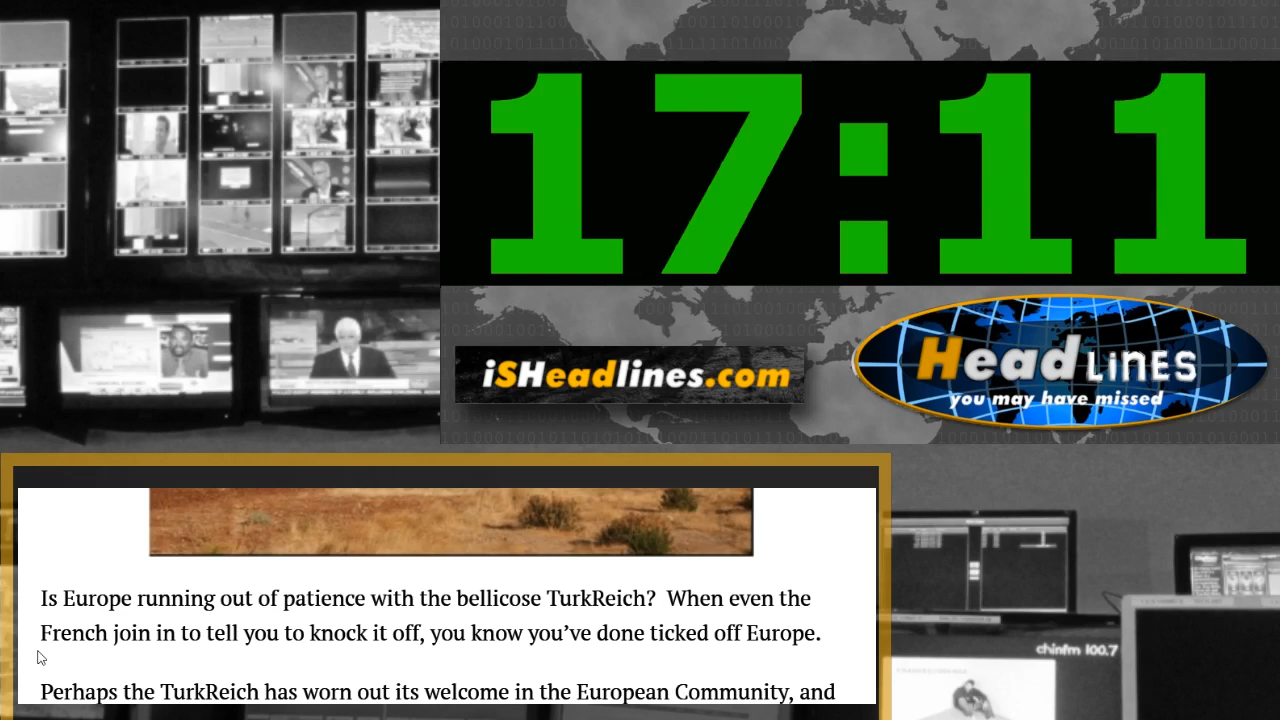 17:11
iSHeadlines.com
HeadLINES
you may have missed
Is Europe running out of patience with the bellicose TurkReich? When even the
French join in to tell you to knock it off, you know you’ve done ticked off Europe.
Perhaps the TurkReich has worn out its welcome in the European Community, and
chinfm 100.7